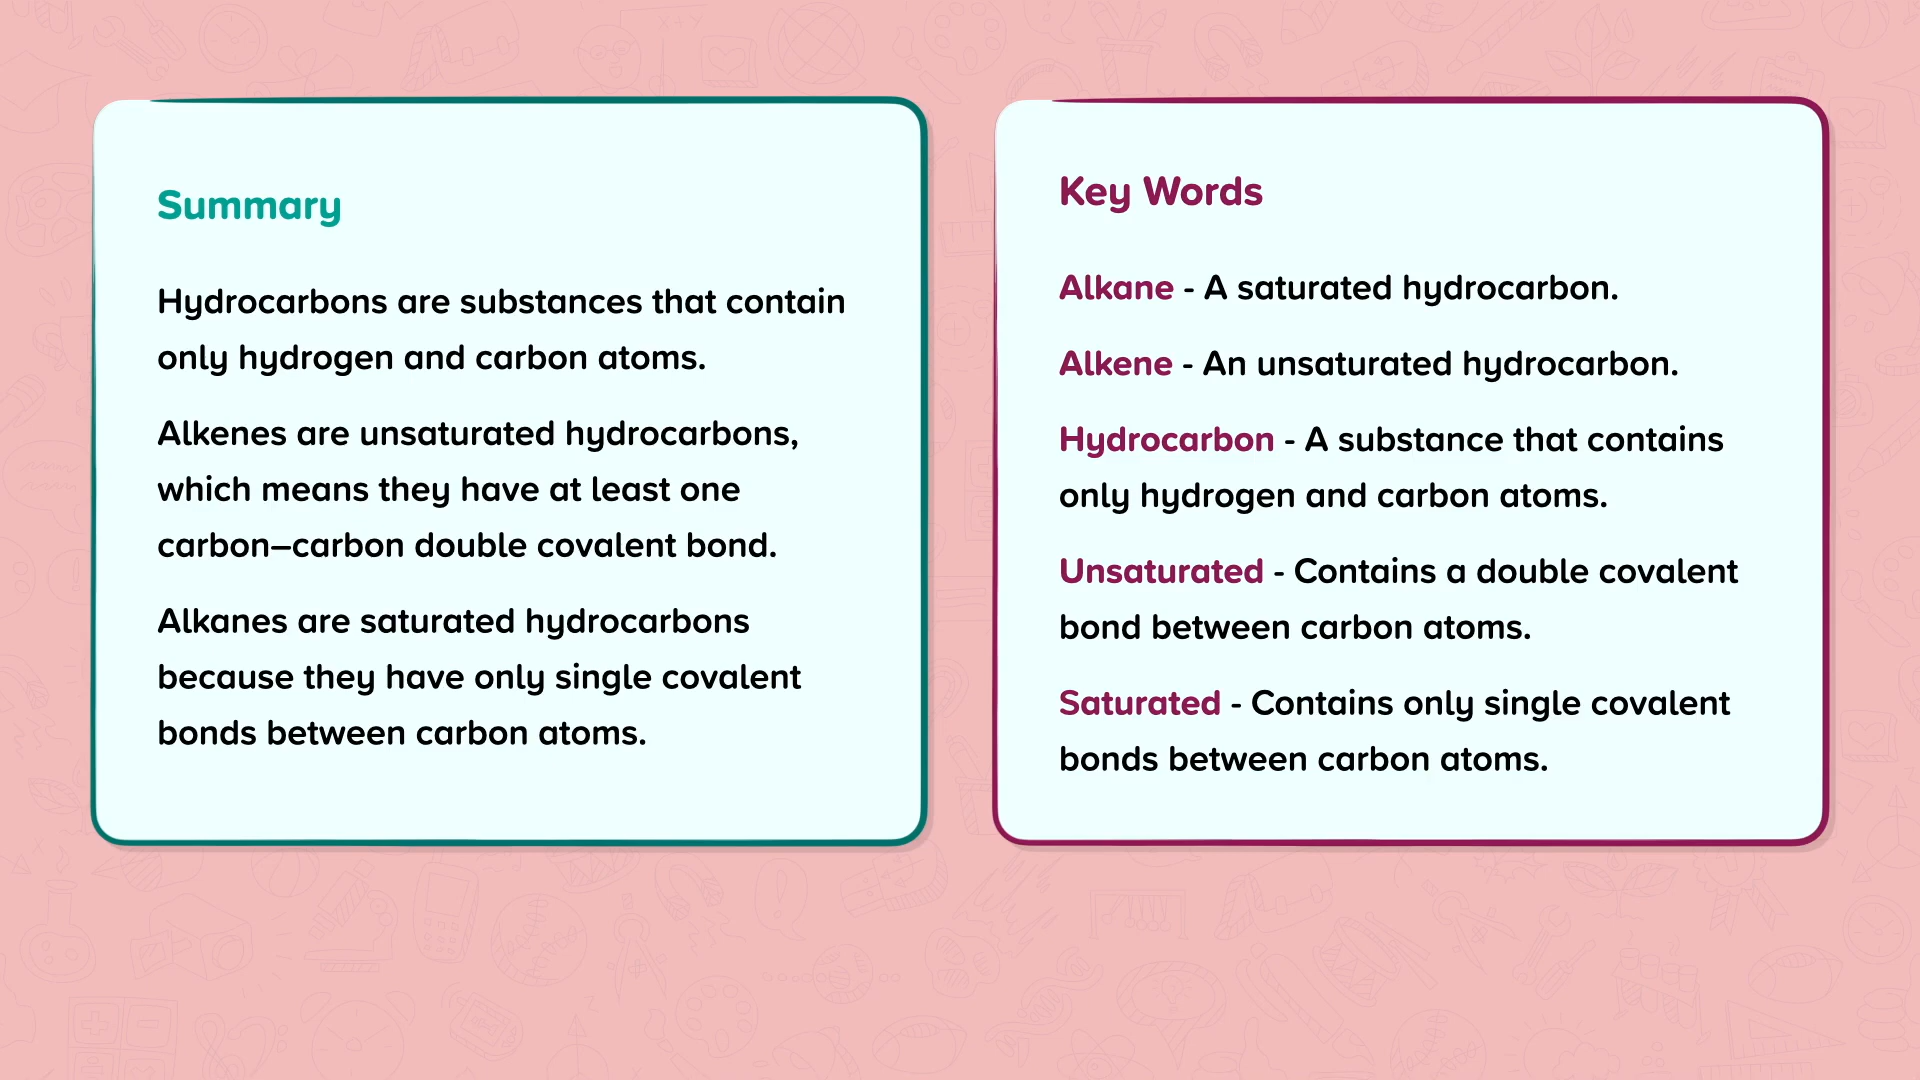 Summary
Hydrocarbons are substances that contain
only hydrogen and carbon atoms.
Alkenes are unsaturated hydrocarbons,
which means they have at least one
carbon–carbon double covalent bond.
Alkanes are saturated hydrocarbons
because they have only single covalent
bonds between carbon atoms.
Key Words
Alkane - A saturated hydrocarbon.
Alkene - An unsaturated hydrocarbon.
Hydrocarbon - A substance that contains
only hydrogen and carbon atoms.
Unsaturated - Contains a double covalent
bond between carbon atoms.
Saturated - Contains only single covalent
bonds between carbon atoms.